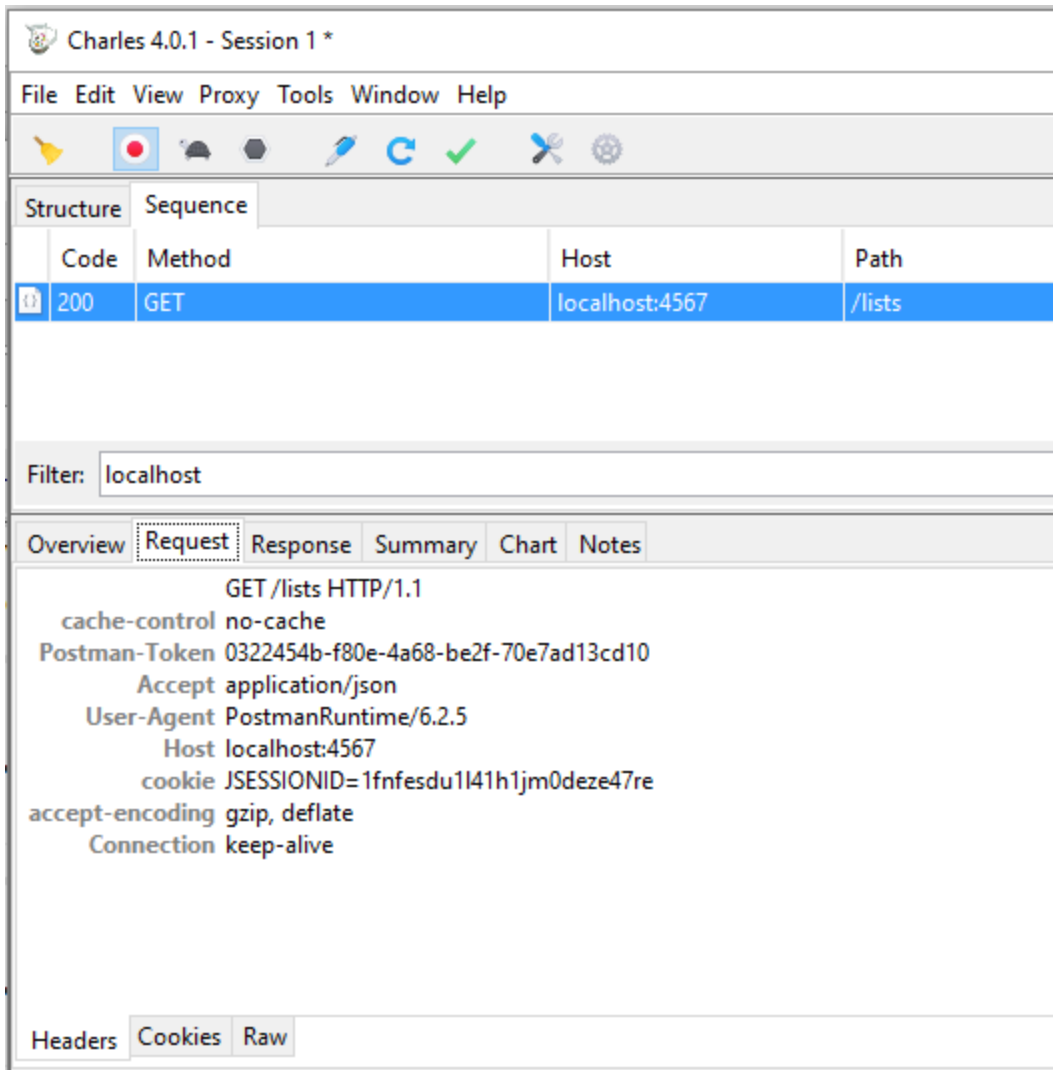 Charles 4.0.1 - Session 1 *
File Edit View Proxy Tools Window Help
Structure Sequence
Code Method Host Path
200 GET localhost:4567 /lists
Filter: localhost
Overview Request Response Summary Chart Notes
GET /lists HTTP/1.1
cache-control no-cache
Postman-Token 0322454b-f80e-4a68-be2f-70e7ad13cd10
Accept application/json
User-Agent PostmanRuntime/6.2.5
Host localhost:4567
cookie JSESSIONID=1fnfesdu1l41h1jm0deze47re
accept-encoding gzip, deflate
Connection keep-alive
Headers Cookies Raw